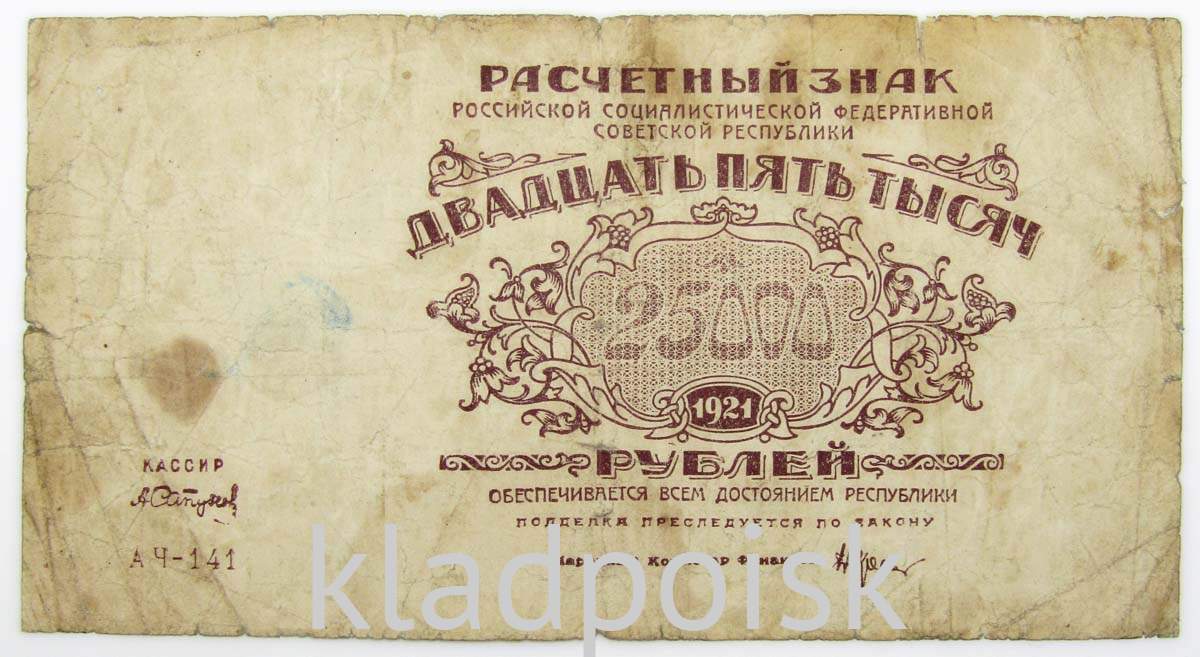 РАСЧЕТНЫЙ ЗНАК
РОССИЙСКОЙ СОЦИАЛИСТИЧЕСКОЙ ФЕДЕРАТИВНОЙ
СОВЕТСКОЙ РЕСПУБЛИКИ
ДВАДЦАТЬ ПЯТЬ ТЫСЯЧ
25000
1921
РУБЛЕЙ
ОБЕСПЕЧИВАЕТСЯ ВСЕМ ДОСТОЯНИЕМ РЕСПУБЛИКИ
ПОДДЕЛКА ПРЕСЛЕДУЕТСЯ ПО ЗАКОНУ
КАССИР
АЧ-141
kladpoisk